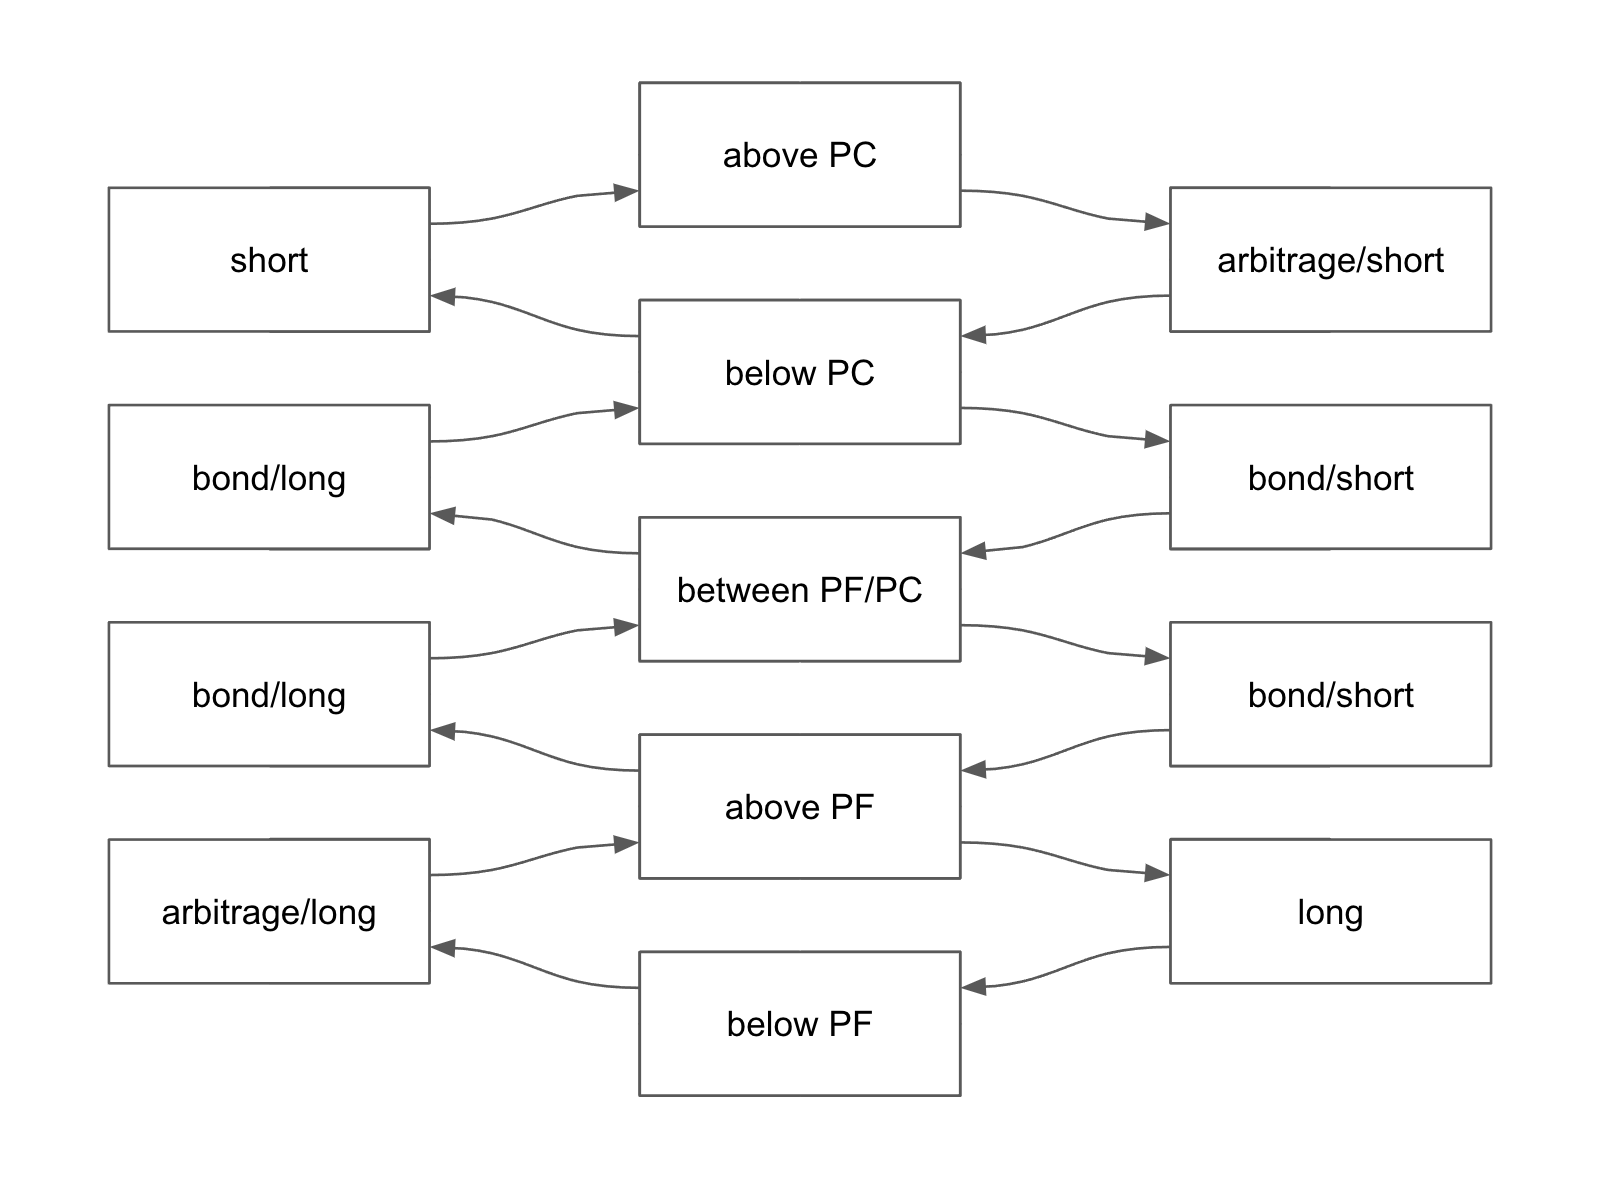 above PC
short
arbitrage/short
below PC
bond/long
bond/short
between PF/PC
bond/long
bond/short
above PF
arbitrage/long
long
below PF